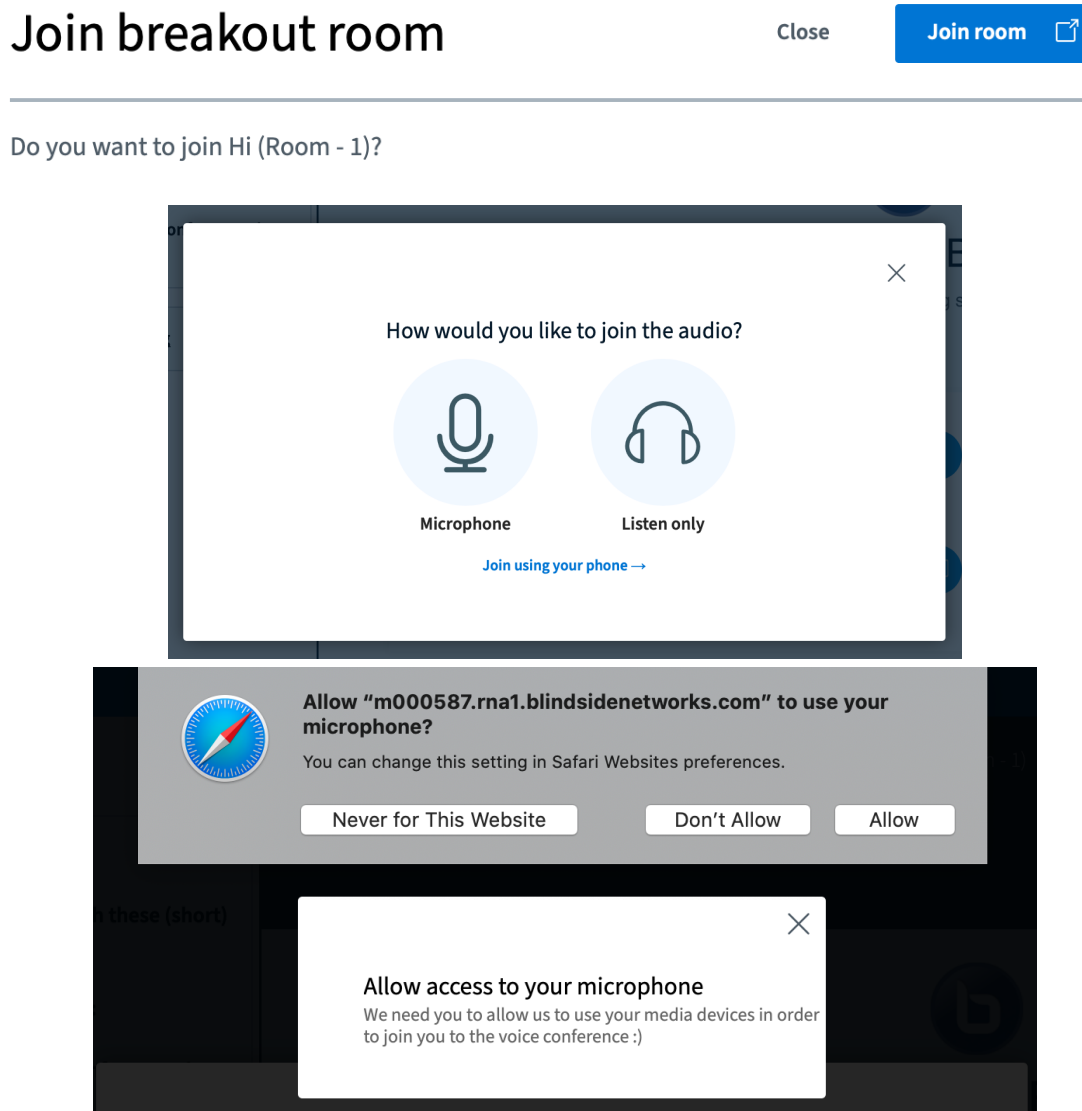 Join breakout room
Close
Join room
Do you want to join Hi (Room - 1)?
How would you like to join the audio?
Microphone
Listen only
Join using your phone →
Allow “m000587.rna1.blindsidenetworks.com” to use your
microphone?
You can change this setting in Safari Websites preferences.
Never for This Website
Don’t Allow
Allow
these (short)
Allow access to your microphone
We need you to allow us to use your media devices in order
to join you to the voice conference :)